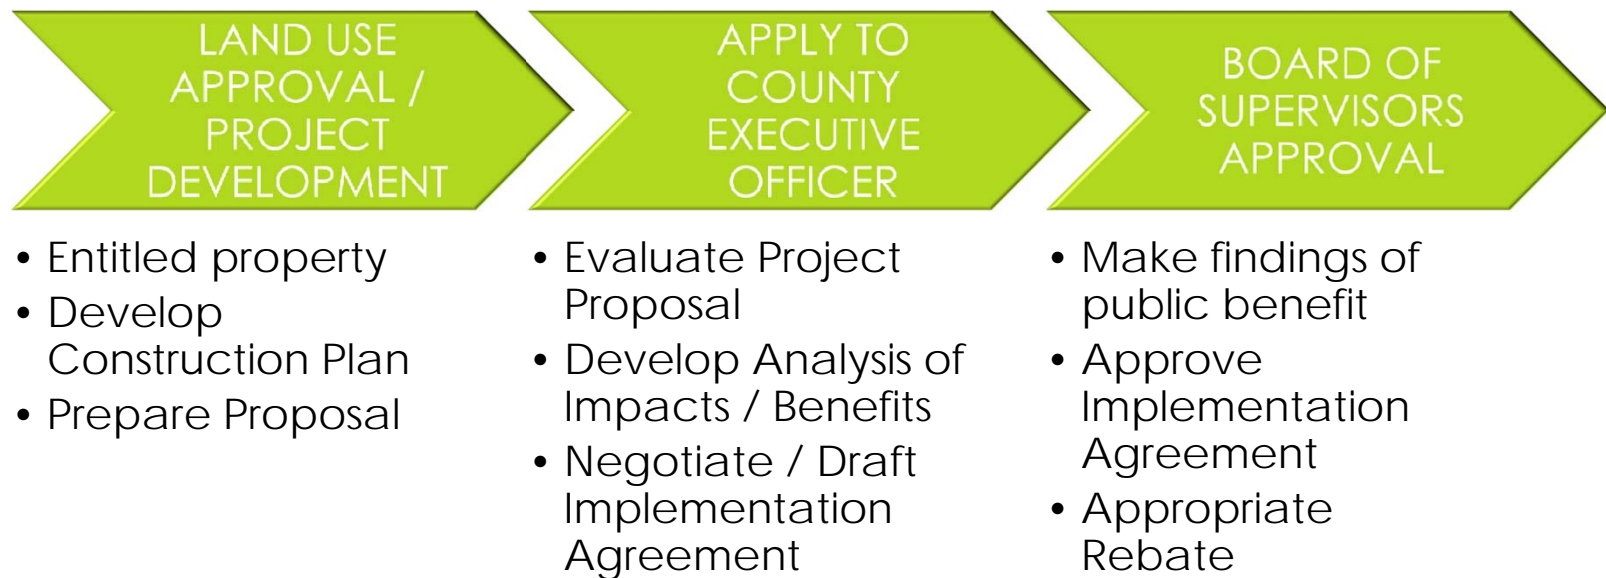 LAND USE
APPROVAL /
PROJECT
DEVELOPMENT
• Entitled property
• Develop
Construction Plan
• Prepare Proposal
APPLY TO
COUNTY
EXECUTIVE
OFFICER
• Evaluate Project
Proposal
• Develop Analysis of
Impacts / Benefits
• Negotiate / Draft
Implementation
Agreement
BOARD OF
SUPERVISORS
APPROVAL
• Make findings of
public benefit
• Approve
Implementation
Agreement
• Appropriate
Rebate